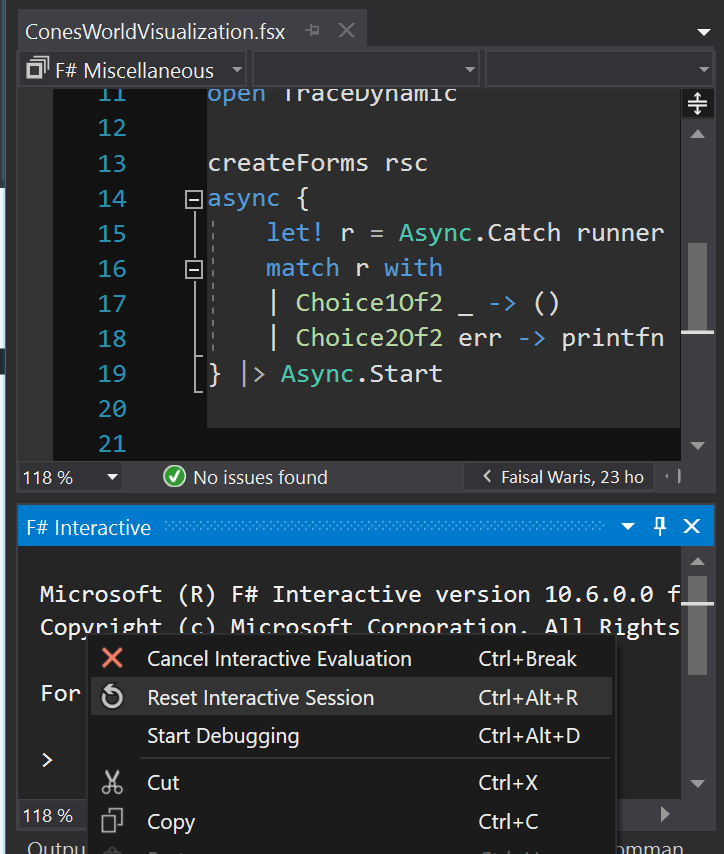 ConesWorldVisualization.fsx
F# Miscellaneous
11 open TraceDynamic
12
13 createForms rsc
14 async {
15 let! r = Async.Catch runner
16 match r with
17 | Choice1Of2 _ -> ()
18 | Choice2Of2 err -> printfn
19 } |> Async.Start
20
21
118 % No issues found Faisal Waris, 23 ho
F# Interactive
Microsoft (R) F# Interactive version 10.6.0.0 f
Copyright (c) Microsoft Corporation. All Rights
For
>
Cancel Interactive Evaluation Ctrl+Break
Reset Interactive Session Ctrl+Alt+R
Start Debugging Ctrl+Alt+D
Cut Ctrl+X
Copy Ctrl+C
118 %